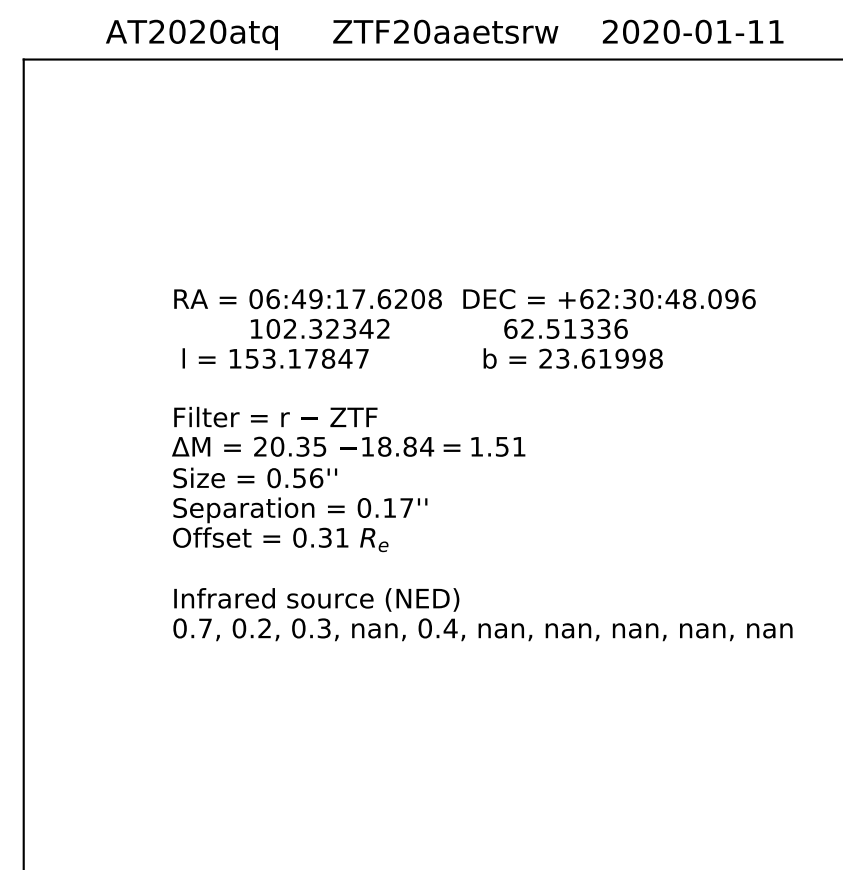 AT2020atq ZTF20aaetsrw 2020-01-11
RA = 06:49:17.6208 DEC = +62:30:48.096
102.32342 62.51336
l = 153.17847 b = 23.61998
Filter = r − ZTF
ΔM = 20.35 −18.84 = 1.51
Size = 0.56''
Separation = 0.17''
Offset = 0.31 Re
Infrared source (NED)
0.7, 0.2, 0.3, nan, 0.4, nan, nan, nan, nan, nan